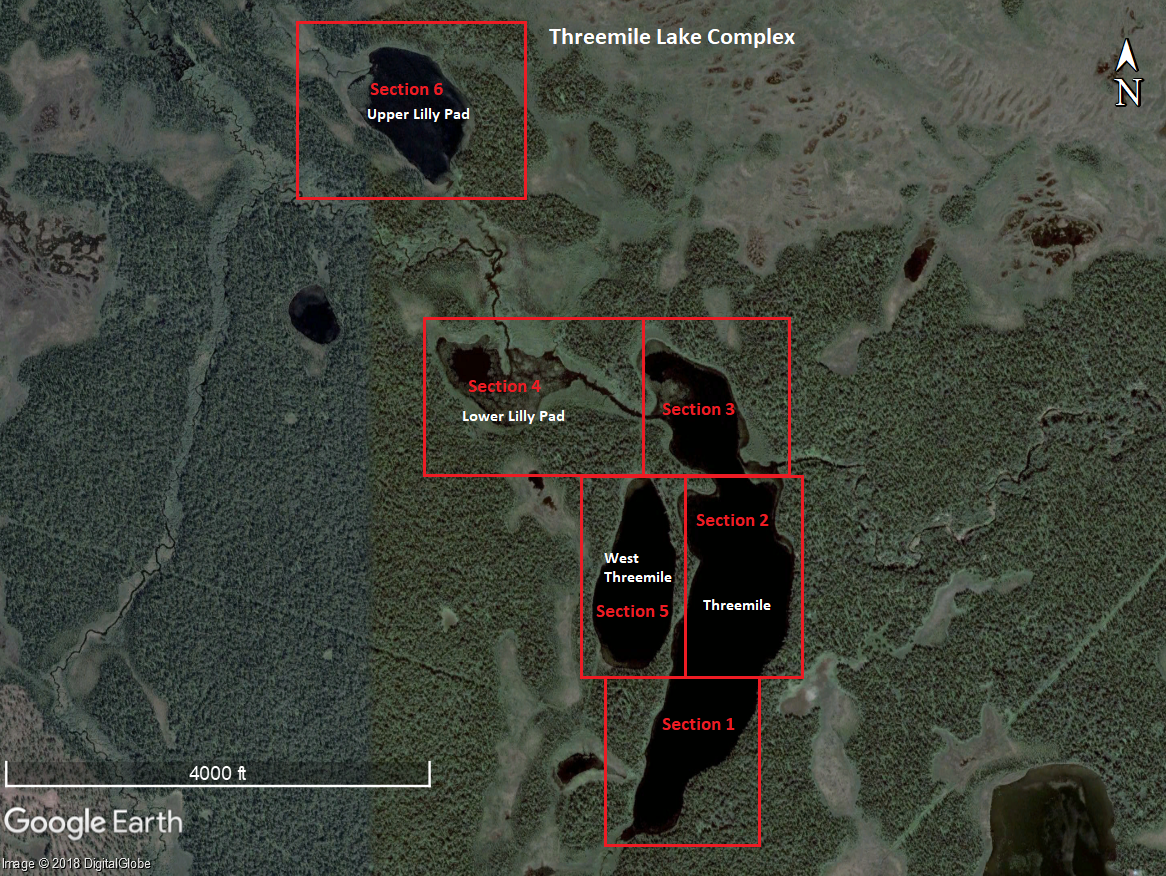 Threemile Lake Complex
N
Section 6
Upper Lilly Pad
Section 4
Lower Lilly Pad
Section 3
Section 2
West
Threemile
Section 5
Threemile
Section 1
4000 ft
Google Earth
Image © 2018 DigitalGlobe